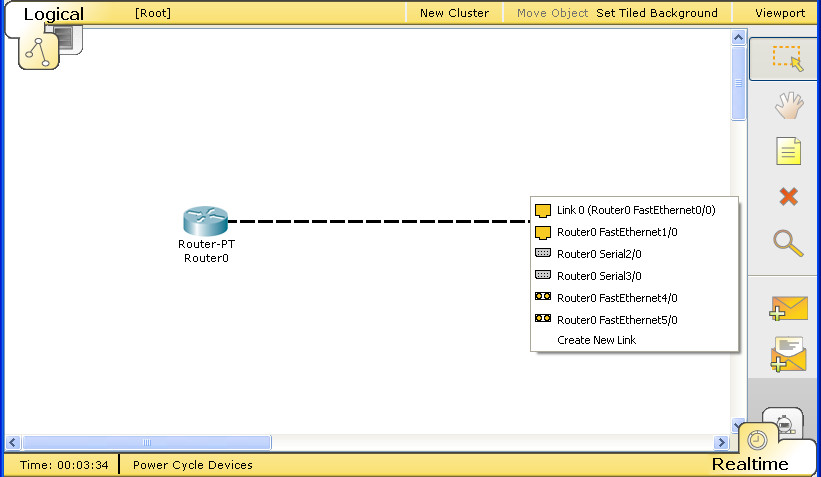 Logical [Root] New Cluster Move Object Set Tiled Background Viewport
Router-PT
Router0
Link 0 (Router0 FastEthernet0/0)
Router0 FastEthernet1/0
Router0 Serial2/0
Router0 Serial3/0
Router0 FastEthernet4/0
Router0 FastEthernet5/0
Create New Link
Time: 00:03:34 Power Cycle Devices Realtime